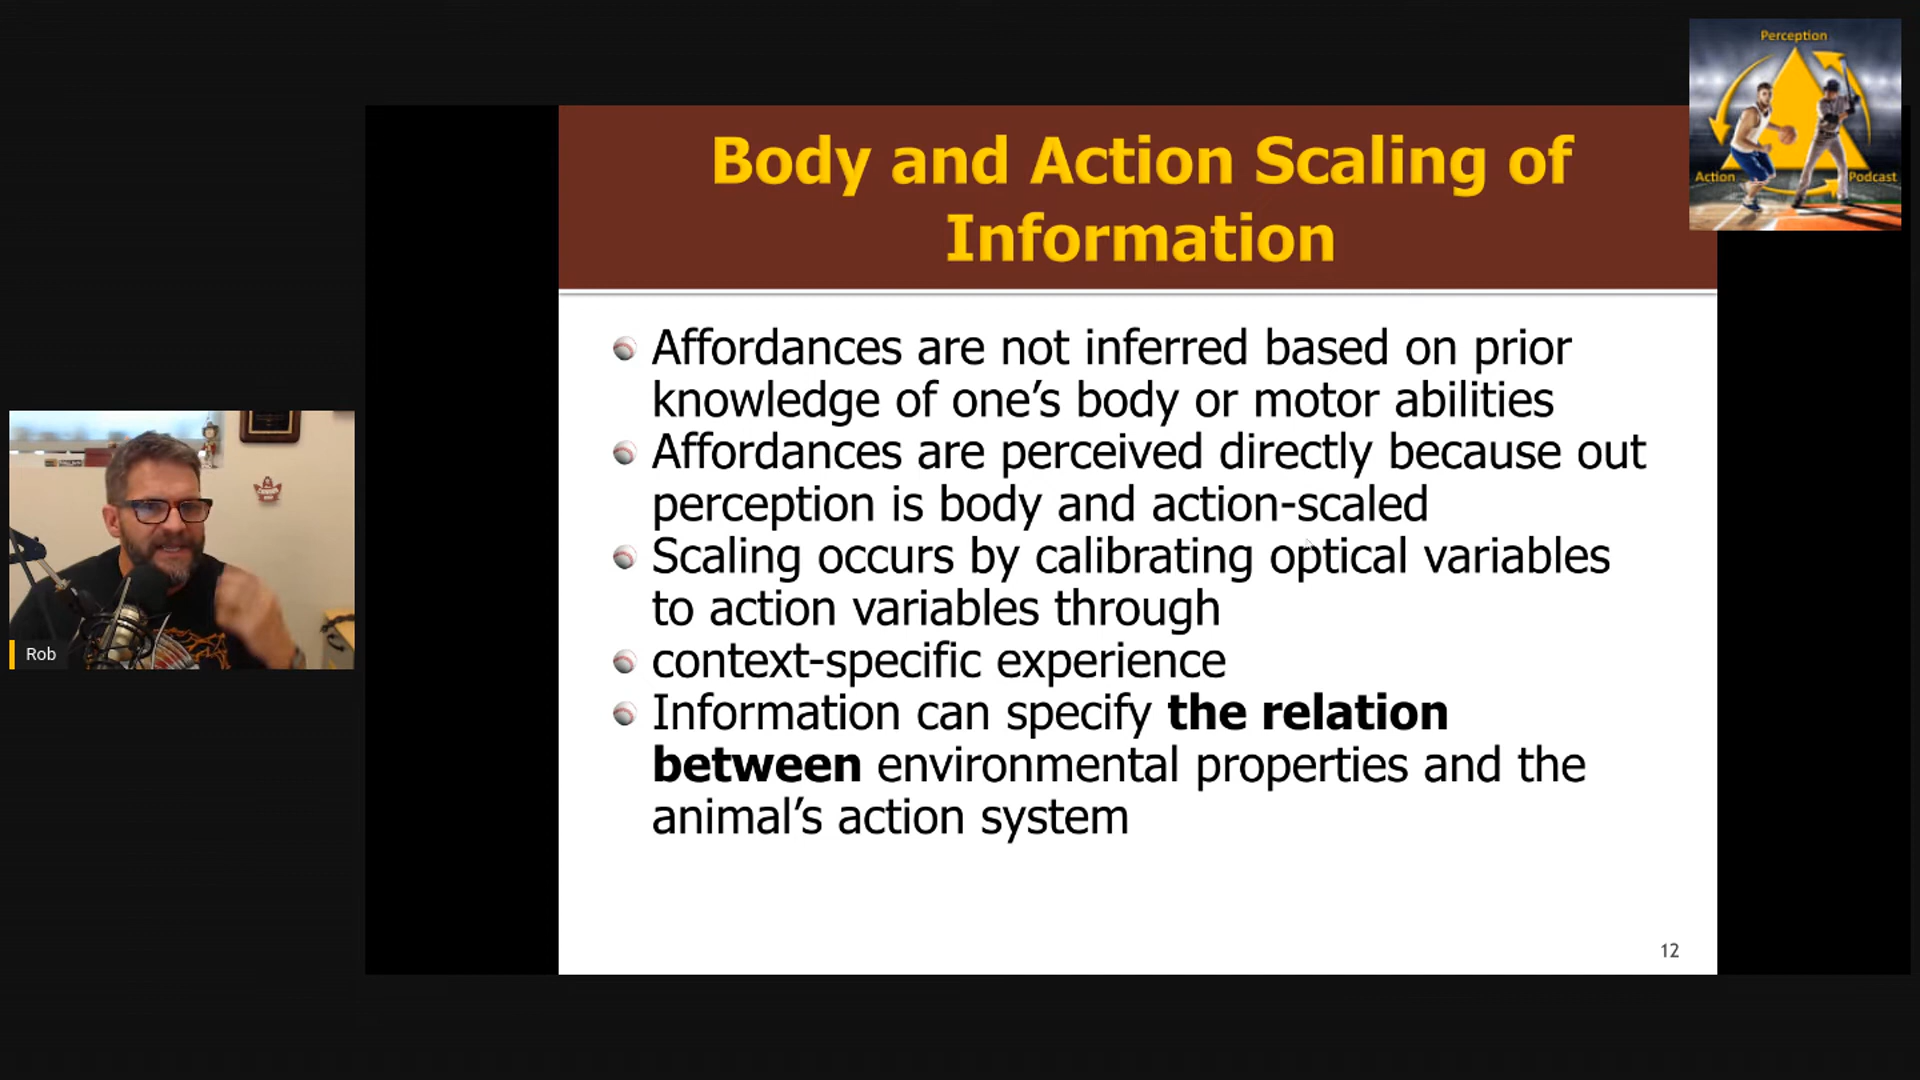 Perception
Action
Podcast
Body and Action Scaling of
Information
Affordances are not inferred based on prior
knowledge of one’s body or motor abilities
Affordances are perceived directly because out
perception is body and action-scaled
Scaling occurs by calibrating optical variables
to action variables through
context-specific experience
Information can specify the relation
between environmental properties and the
animal’s action system
12
Rob